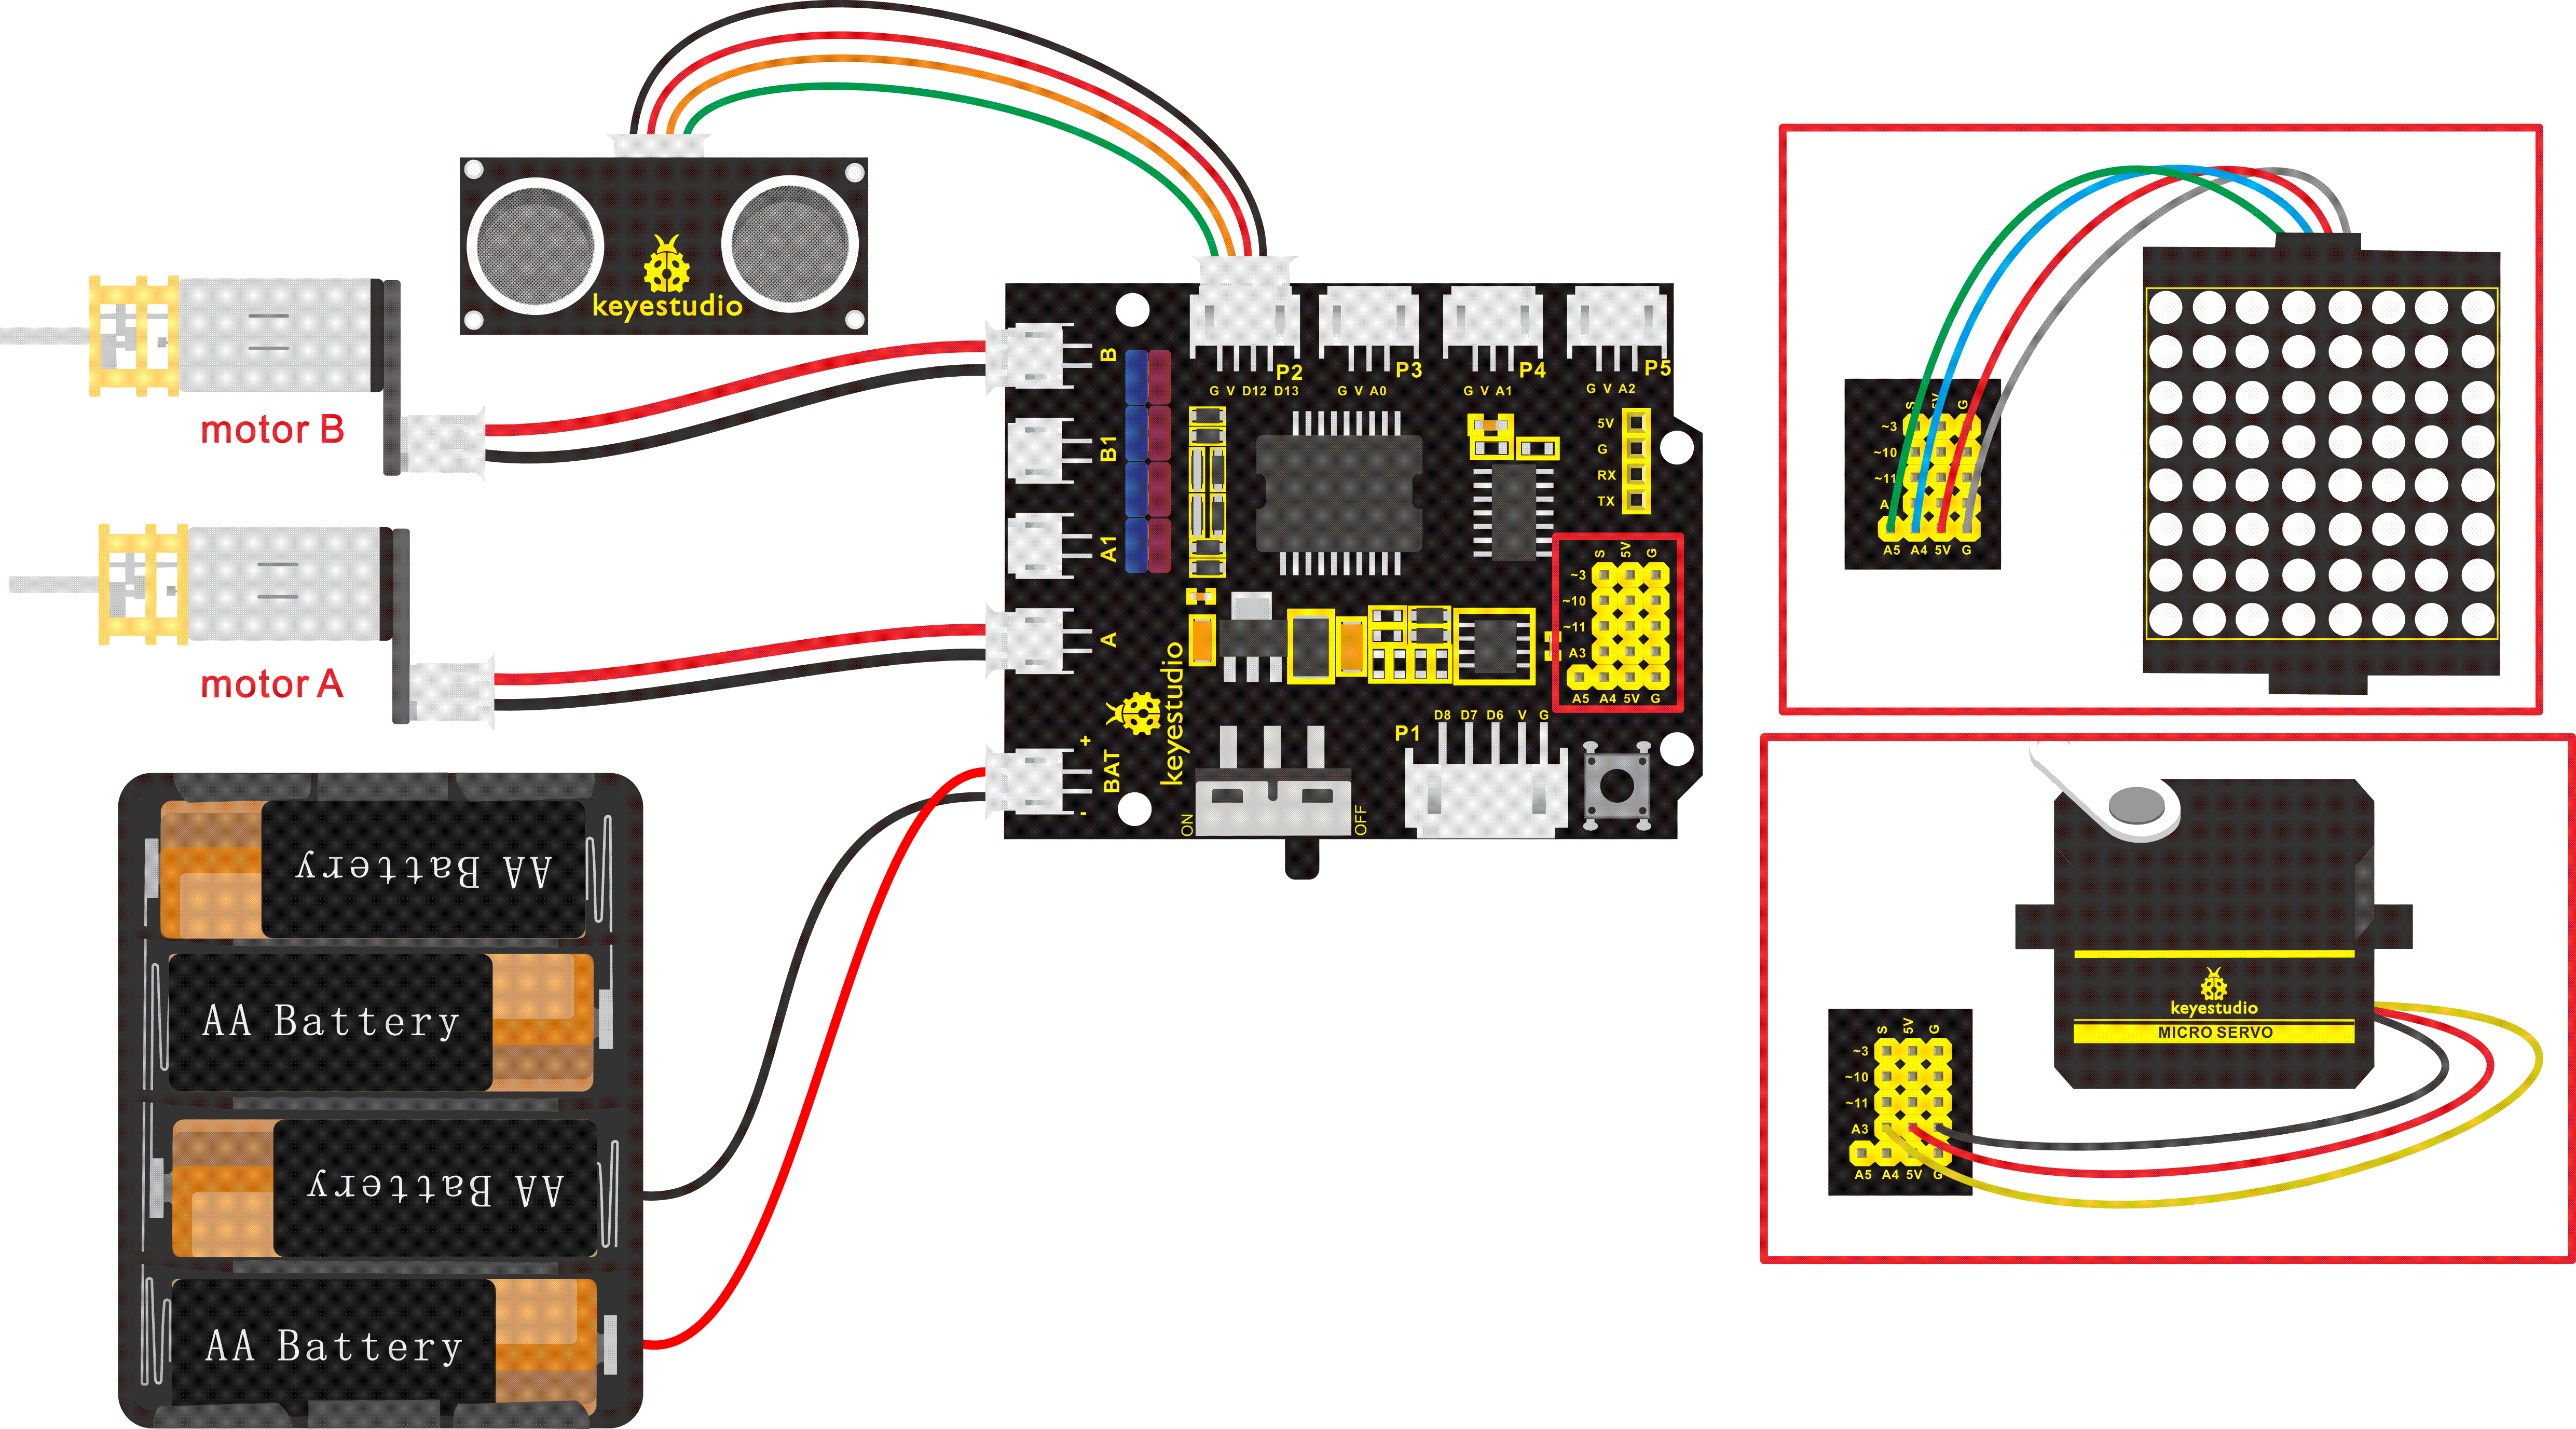 keyestudio
motor B
motor A
AA Battery
AA Battery
AA Battery
AA Battery
B
B1
A1
A
+
BAT
-
keyestudio
P2
G V D12 D13
P3
G V A0
P4
G V A1
P5
G V A2
5V
G
RX
TX
S 5V G
~3
~10
~11
A3
A5 A4 5V G
P1
D8 D7 D6 V G
ON
OFF
S 5V G
~3
~10
~11
A
A5 A4 5V G
keyestudio
MICRO SERVO
S 5V G
~3
~10
~11
A3
A5 A4 5V G